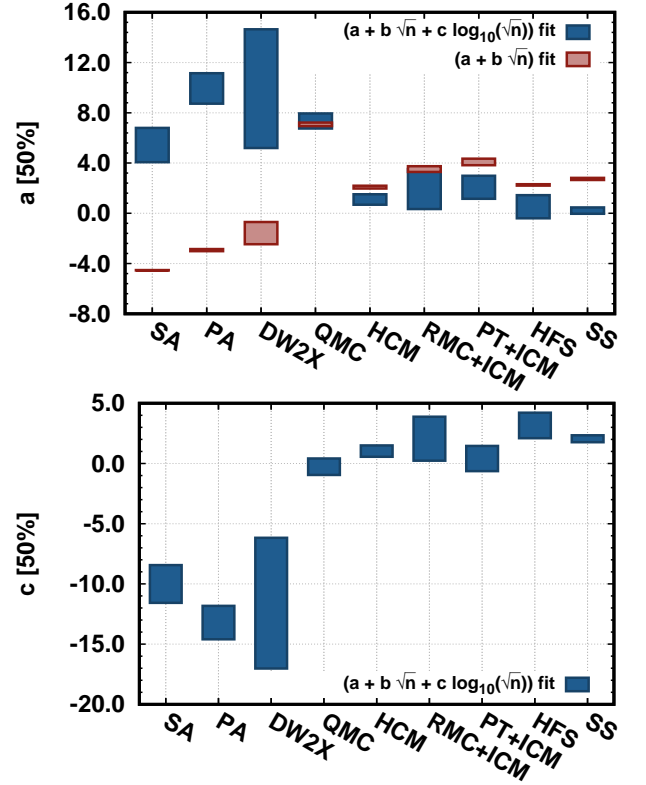 (a + b √n + c log₁₀(√n)) fit
(a + b √n) fit
16.0
12.0
8.0
4.0
0.0
-4.0
-8.0
a [50%]
SA
PA
DW2X
QMC
HCM
RMC+ICM
PT+ICM
HFS
SS
5.0
0.0
-5.0
-10.0
-15.0
-20.0
c [50%]
(a + b √n + c log₁₀(√n)) fit
SA
PA
DW2X
QMC
HCM
RMC+ICM
PT+ICM
HFS
SS